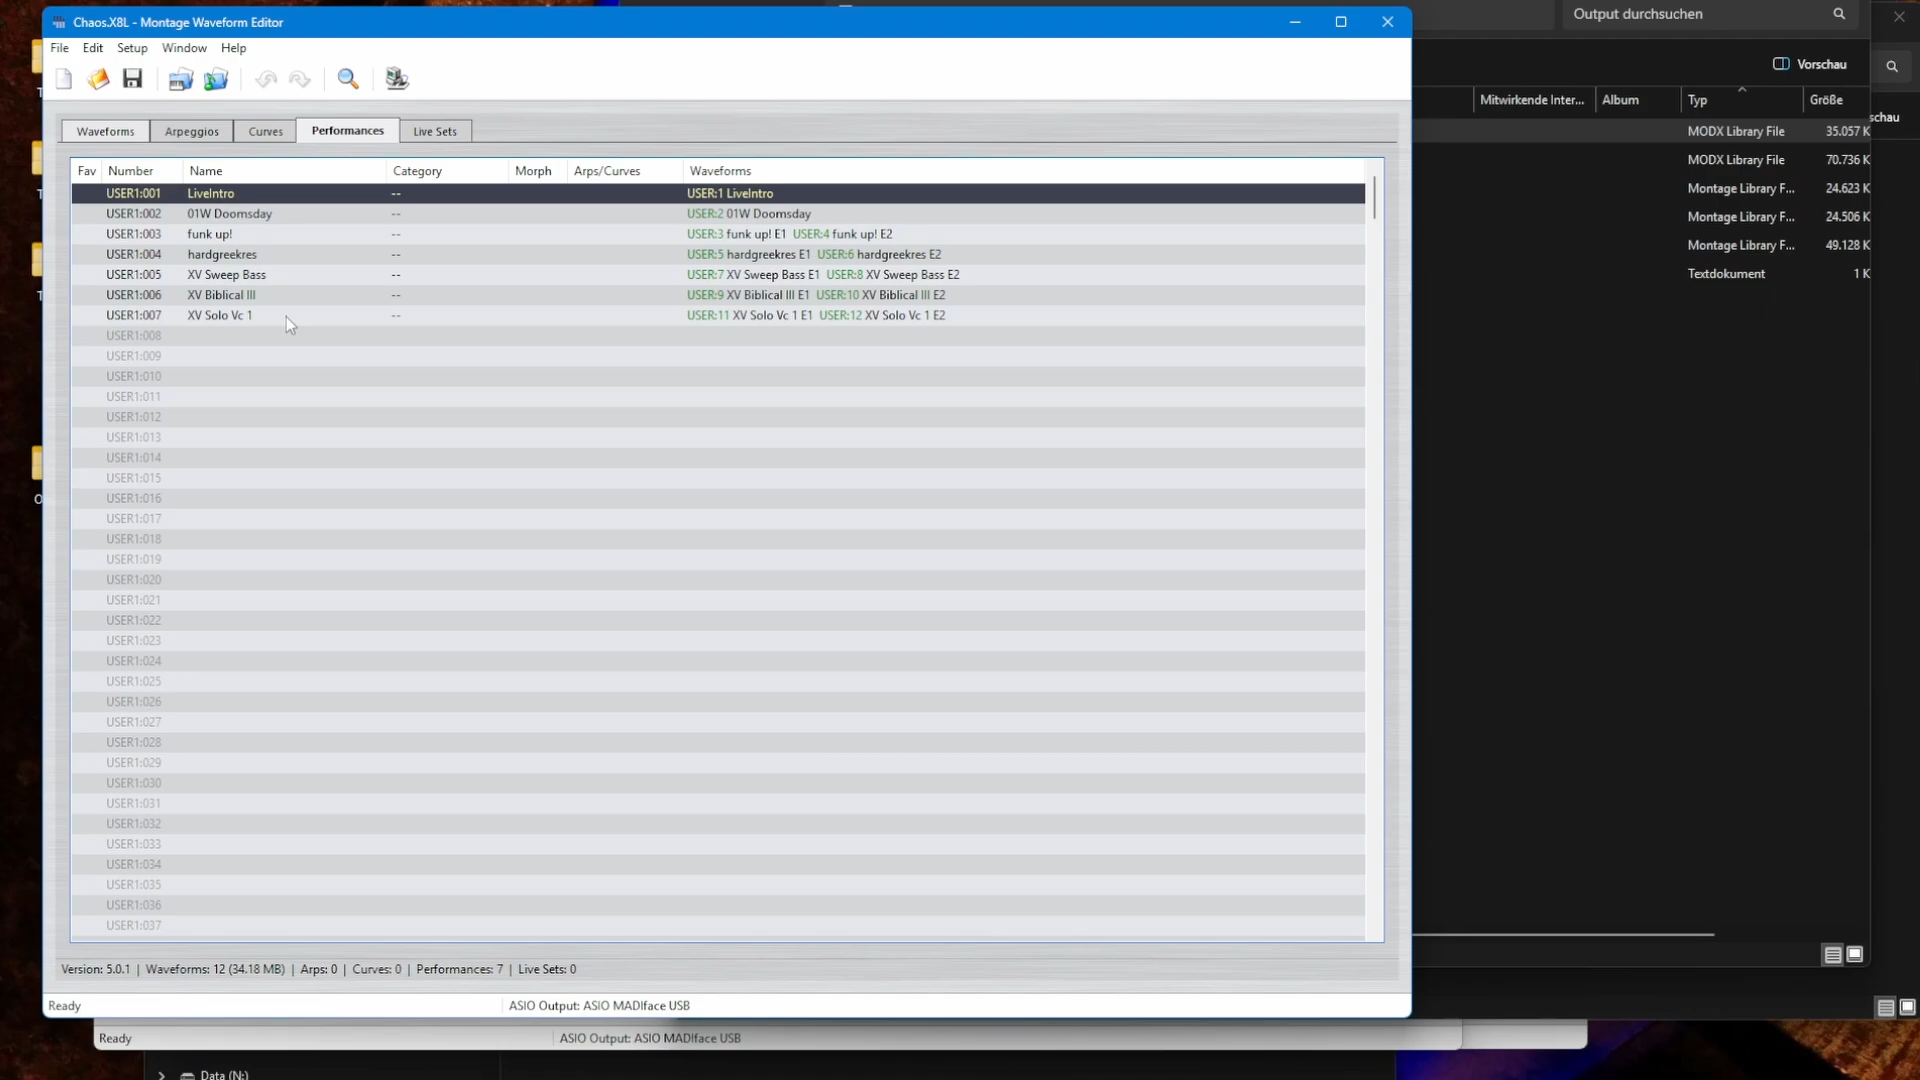 Chaos.X8L - Montage Waveform Editor
File Edit Setup Window Help
Waveforms Arpeggios Curves Performances Live Sets
Fav Number Name Category Morph Arps/Curves Waveforms
USER1:001 LiveIntro -- USER:1 LiveIntro
USER1:002 01W Doomsday -- USER:2 01W Doomsday
USER1:003 funk up! -- USER:3 funk up! E1 USER:4 funk up! E2
USER1:004 hardgreekres -- USER:5 hardgreekres E1 USER:6 hardgreekres E2
USER1:005 XV Sweep Bass -- USER:7 XV Sweep Bass E1 USER:8 XV Sweep Bass E2
USER1:006 XV Biblical III -- USER:9 XV Biblical III E1 USER:10 XV Biblical III E2
USER1:007 XV Solo Vc 1 -- USER:11 XV Solo Vc 1 E1 USER:12 XV Solo Vc 1 E2
USER1:008
USER1:009
USER1:010
USER1:011
USER1:012
USER1:013
USER1:014
USER1:015
USER1:016
USER1:017
USER1:018
USER1:019
USER1:020
USER1:021
USER1:022
USER1:023
USER1:024
USER1:025
USER1:026
USER1:027
USER1:028
USER1:029
USER1:030
USER1:031
USER1:032
USER1:033
USER1:034
USER1:035
USER1:036
USER1:037
Version: 5.0.1 | Waveforms: 12 (34.18 MB) | Arps: 0 | Curves: 0 | Performances: 7 | Live Sets: 0
Ready ASIO Output: ASIO MADIface USB
Ready ASIO Output: ASIO MADIface USB
Data (N:)
Output durchsuchen
Vorschau
Mitwirkende Inter... Album Typ Größe
schau
MODX Library File 35.057 K
MODX Library File 70.736 K
Montage Library F... 24.623 K
Montage Library F... 24.506 K
Montage Library F... 49.128 K
Textdokument 1 K